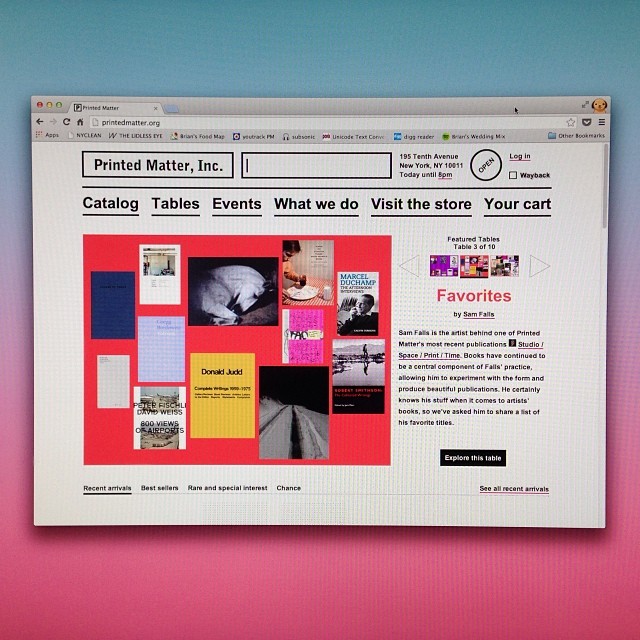 Printed Matter
printedmatter.org
Apps
NYCLEAN
THE LIDLESS EYE
Brian's Food Map
youtrack PM
subsonic
Unicode Text Conv
digg reader
Brian's Wedding Mix
Other Bookmarks
Printed Matter, Inc.
195 Tenth Avenue
New York, NY 10011
Today until 8pm
OPEN
Log in
Wayback
Catalog
Tables
Events
What we do
Visit the store
Your cart
Featured Tables
Table 3 of 10
Favorites
by Sam Falls
Sam Falls is the artist behind one of Printed
Matter's most recent publications Studio /
Space / Print / Time. Books have continued to
be a central component of Falls' practice,
allowing him to experiment with the form and
produce beautiful publications. He certainly
knows his stuff when it comes to artists'
books, so we've asked him to share a list of
his favorite titles.
Explore this table
MARCEL
DUCHAMP
THE AFTERNOON
INTERVIEWS
Donald Judd
Complete Writings 1959–1975
PETER FISCHLI
DAVID WEISS
800 VIEWS
OF AIRPORTS
Recent arrivals
Best sellers
Rare and special interest
Chance
See all recent arrivals